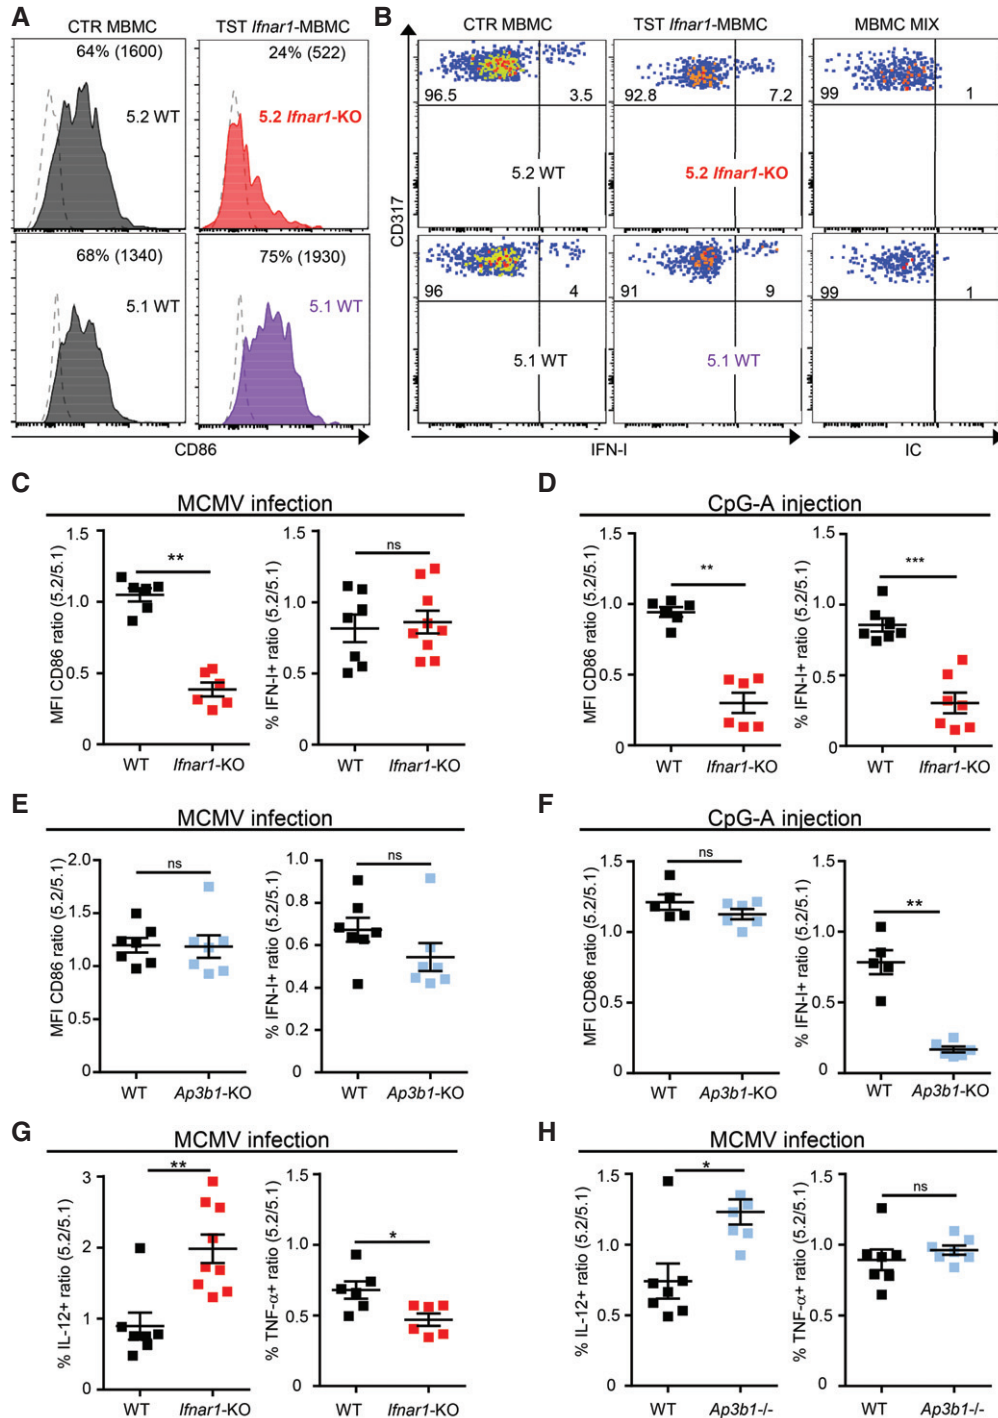 A
CTR MBMC
TST Ifnar1-MBMC
64% (1600)
24% (522)
5.2 WT
5.2 Ifnar1-KO
68% (1340)
75% (1930)
5.1 WT
5.1 WT
CD86
B
CTR MBMC
TST Ifnar1-MBMC
MBMC MIX
96.5
3.5
92.8
7.2
99
1
5.2 WT
5.2 Ifnar1-KO
CD317
96
4
91
9
99
1
5.1 WT
5.1 WT
IFN-I
IC
C
MCMV infection
MFI CD86 ratio (5.2/5.1)
1.5
1.0
0.5
0
**
WT
Ifnar1-KO
% IFN-I+ ratio (5.2/5.1)
1.5
1.0
0.5
0
ns
WT
Ifnar1-KO
D
CpG-A injection
MFI CD86 ratio (5.2/5.1)
1.5
1.0
0.5
0
**
WT
Ifnar1-KO
% IFN-I+ ratio (5.2/5.1)
1.5
1.0
0.5
0
***
WT
Ifnar1-KO
E
MCMV infection
MFI CD86 ratio (5.2/5.1)
2.0
1.5
1.0
0.5
0
ns
WT
Ap3b1-KO
% IFN-I+ ratio (5.2/5.1)
1.0
0.8
0.6
0.4
0.2
0
ns
WT
Ap3b1-KO
F
CpG-A injection
MFI CD86 ratio (5.2/5.1)
1.5
1.0
0.5
0
ns
WT
Ap3b1-KO
% IFN-I+ ratio (5.2/5.1)
1.5
1.0
0.5
0
**
WT
Ap3b1-KO
G
MCMV infection
% IL-12+ ratio (5.2/5.1)
3
2
1
0
**
WT
Ifnar1-KO
% TNF-α+ ratio (5.2/5.1)
1.5
1.0
0.5
0
*
WT
Ifnar1-KO
H
MCMV infection
% IL-12+ ratio (5.2/5.1)
1.5
1.0
0.5
0
*
WT
Ap3b1-/-
% TNF-α+ ratio (5.2/5.1)
1.5
1.0
0.5
0
ns
WT
Ap3b1-/-